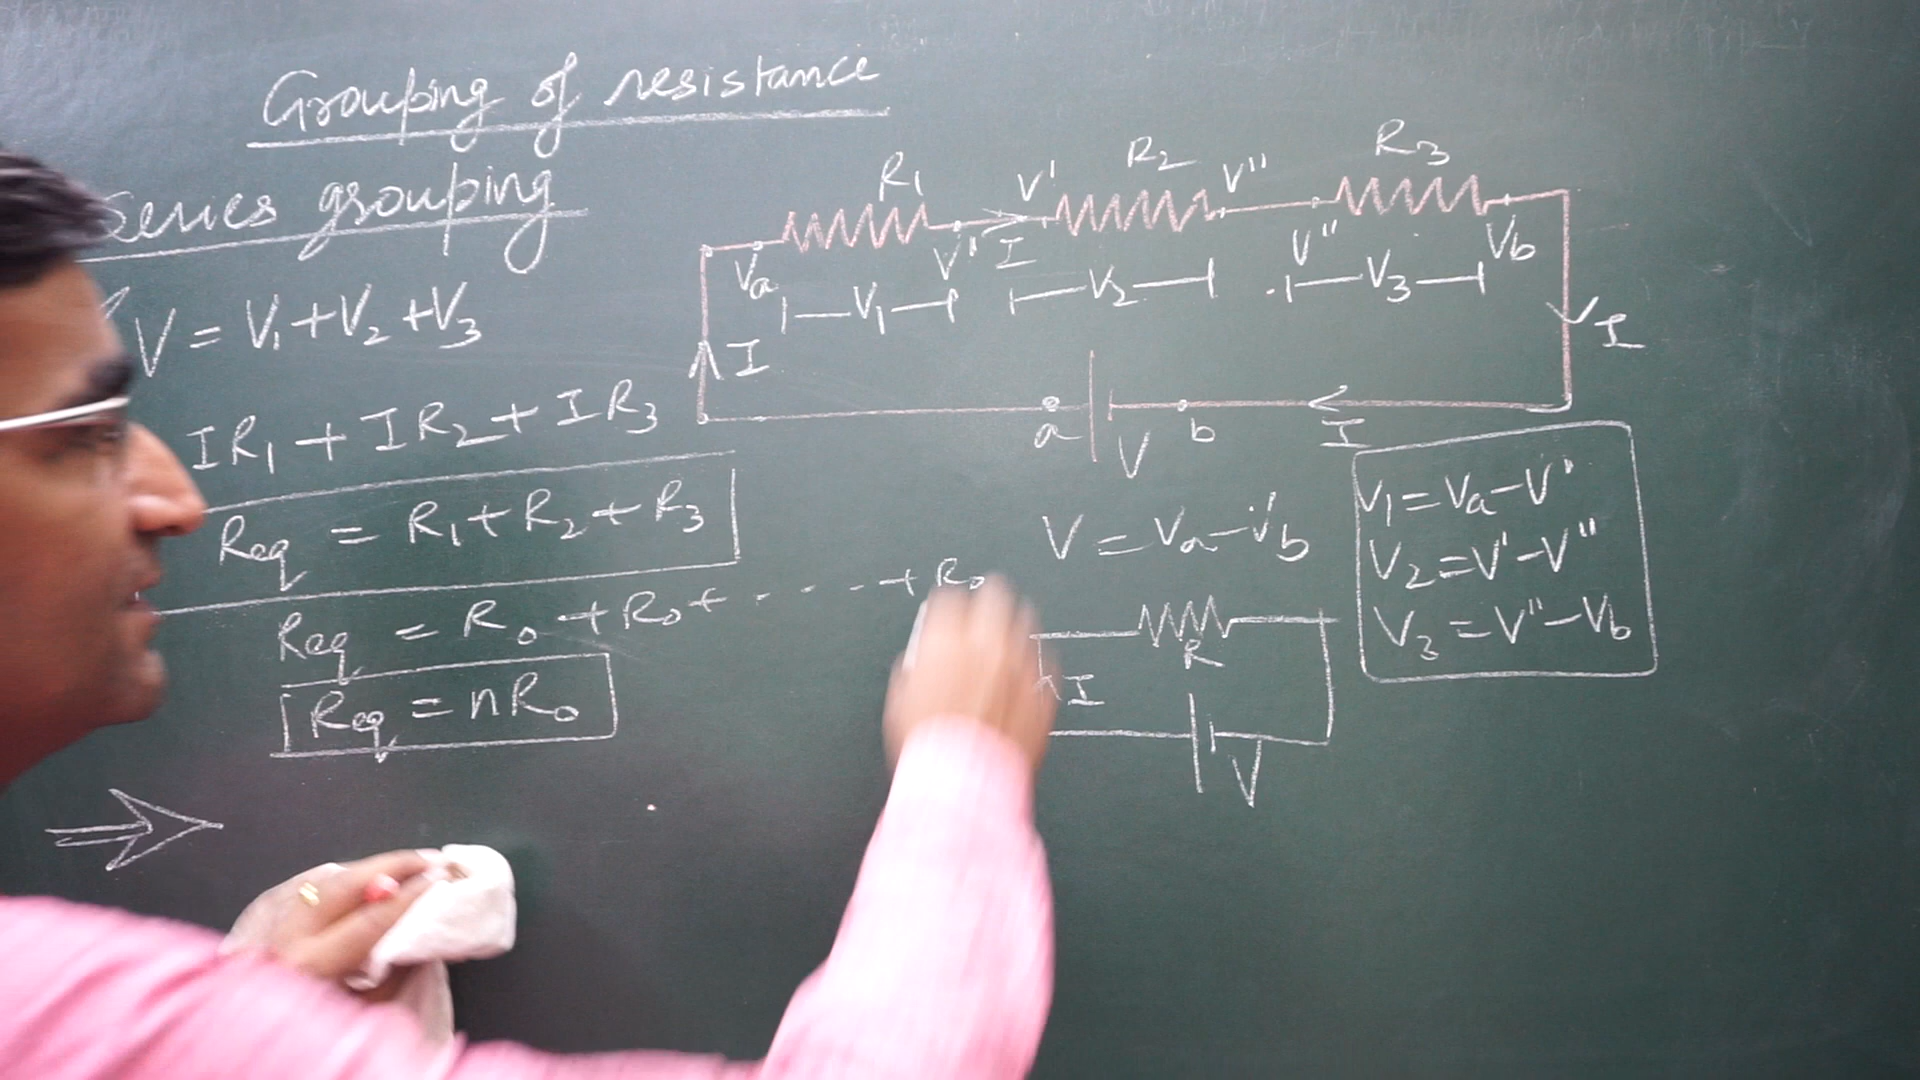 Grouping of resistance
Series grouping
V = V₁ + V₂ + V₃
IR₁ + IR₂ + IR₃
Req = R₁ + R₂ + R₃
Req = R₀ + R₀ + . . . . + R₀
Req = nR₀
R₁ V' R₂ V'' R₃
Va V' I V'' Vb
V₁ V₂ V₃
I I
a V b I
V = Va - Vb
V₁ = Va - V'
V₂ = V' - V''
V₃ = V'' - Vb
R
I
V